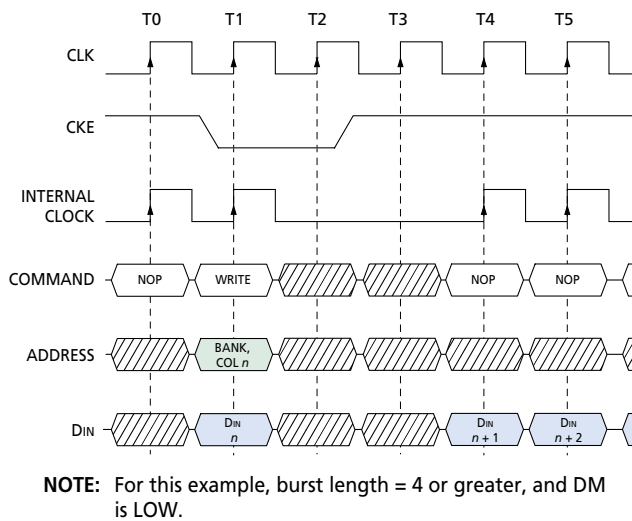 T0 T1 T2 T3 T4 T5
CLK
CKE
INTERNAL
CLOCK
COMMAND NOP WRITE NOP NOP
ADDRESS BANK,
COL n
DIN DIN
n DIN
n + 1 DIN
n + 2
NOTE: For this example, burst length = 4 or greater, and DM
is LOW.